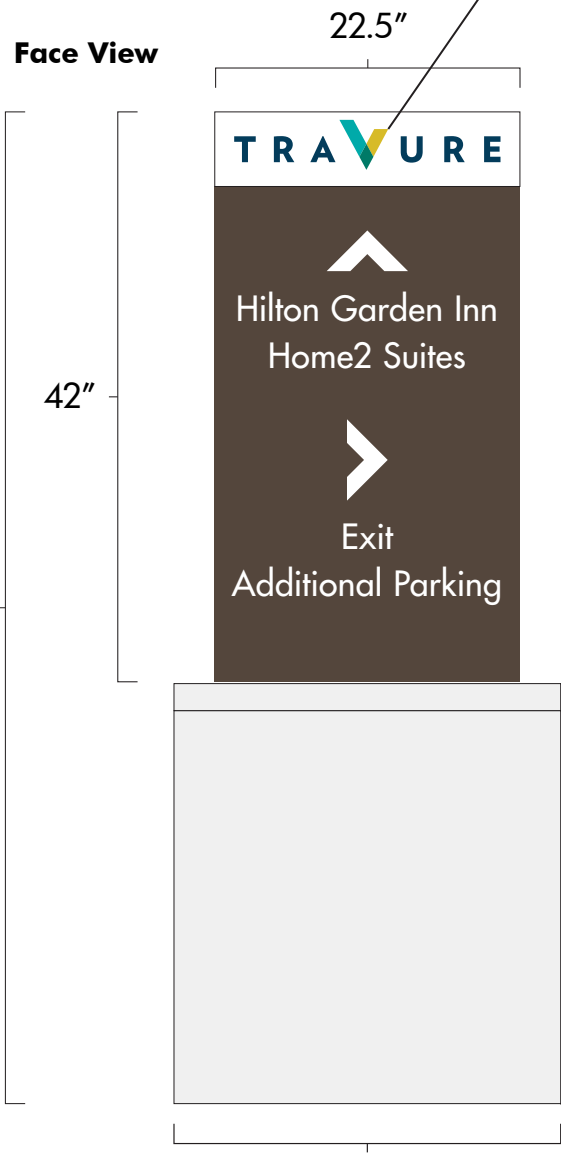 22.5″
Face View
TRAVURE
Hilton Garden Inn
Home2 Suites
42″
Exit
Additional Parking